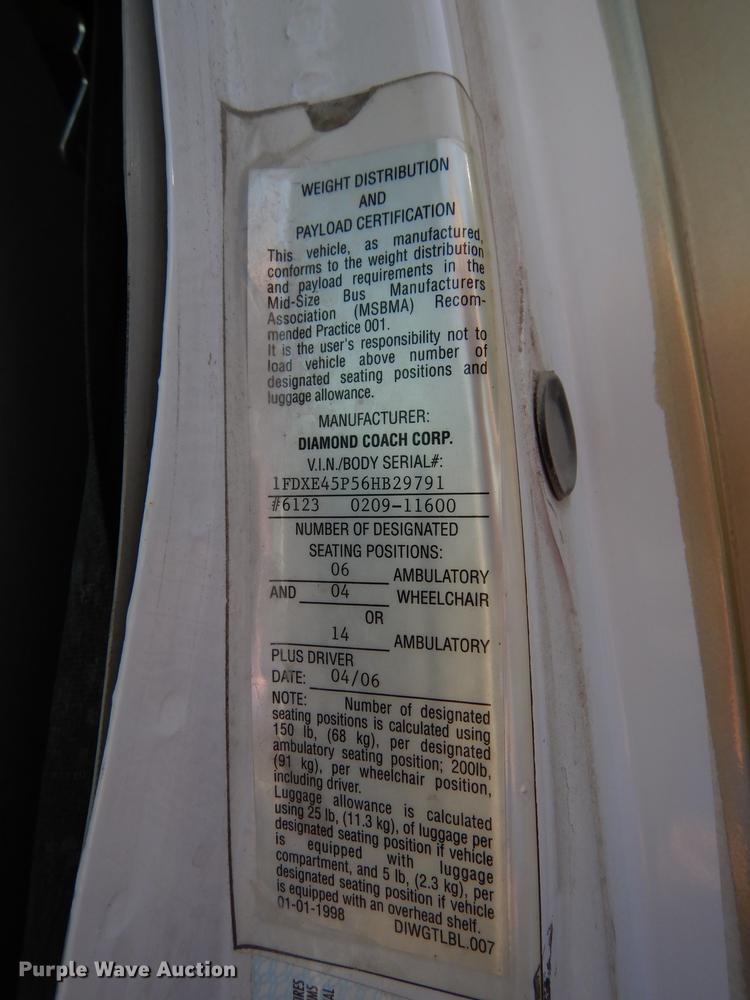 WEIGHT DISTRIBUTION
AND
PAYLOAD CERTIFICATION
This vehicle, as manufactured,
conforms to the weight distribution
and payload requirements in the
Mid-Size Bus Manufacturers
Association (MSBMA) Recom-
mended Practice 001.
It is the user's responsibility not to
load vehicle above number of
designated seating positions and
luggage allowance.
MANUFACTURER:
DIAMOND COACH CORP.
V.I.N./BODY SERIAL#:
1FDXE45P56HB29791
#6123 0209-11600
NUMBER OF DESIGNATED
SEATING POSITIONS:
06 AMBULATORY
AND 04 WHEELCHAIR
OR
14 AMBULATORY
PLUS DRIVER
DATE: 04/06
NOTE: Number of designated
seating positions is calculated using
150 lb, (68 kg), per designated
ambulatory seating position; 200lb,
(91 kg), per wheelchair position,
including driver.
Luggage allowance is calculated
using 25 lb, (11.3 kg), of luggage per
designated seating position if vehicle
is equipped with luggage
compartment, and 5 lb, (2.3 kg), per
designated seating position if vehicle
is equipped with an overhead shelf.
01-01-1998 DIWGTLBL.007
Purple Wave Auction